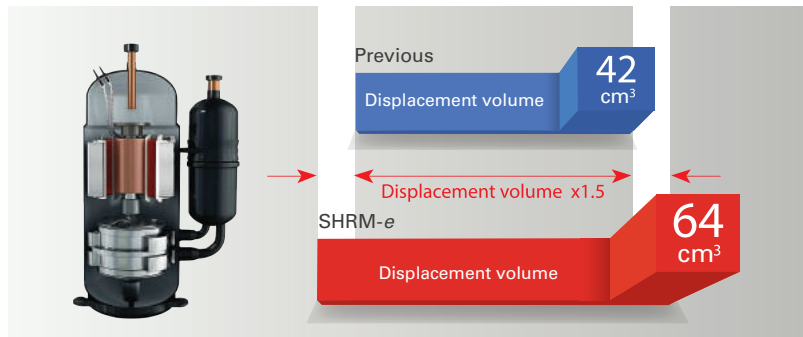 Previous
Displacement volume
42
cm³
Displacement volume x1.5
SHRM-e
Displacement volume
64
cm³